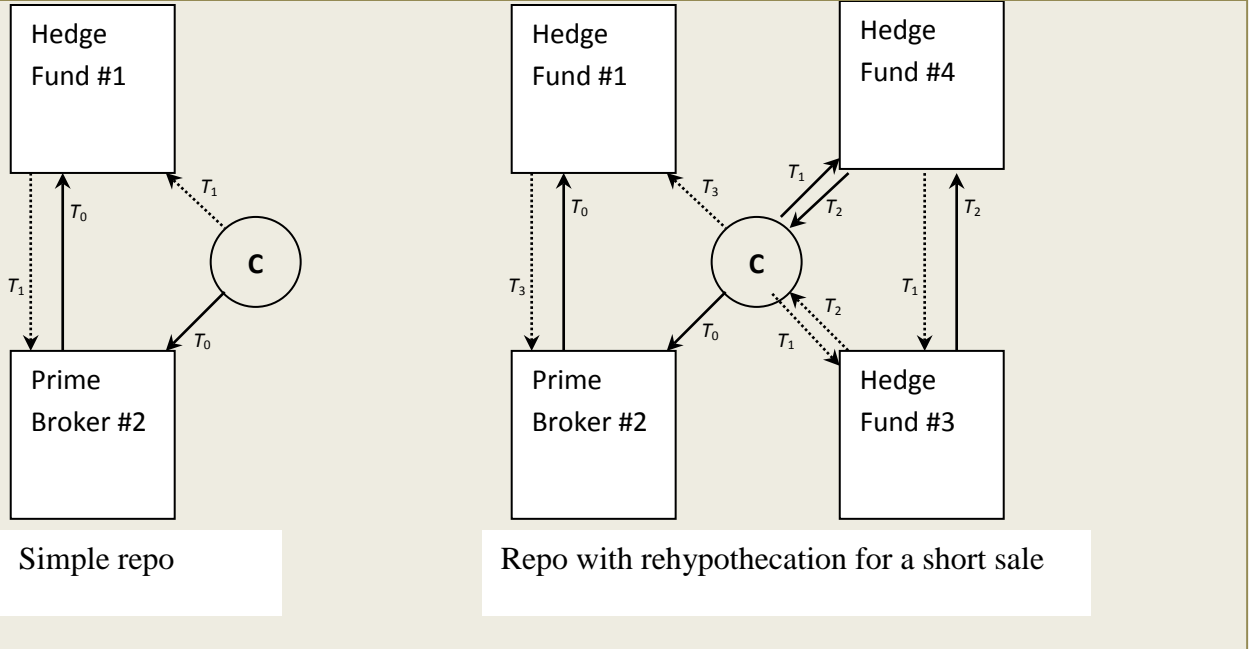 Hedge
Fund #1
T1
T0
T1
C
T0
Prime
Broker #2
Simple repo
Hedge
Fund #1
Hedge
Fund #4
T1
T3
T2
T0
T2
C
T3
T1
T2
T0
T1
Prime
Broker #2
Hedge
Fund #3
Repo with rehypothecation for a short sale